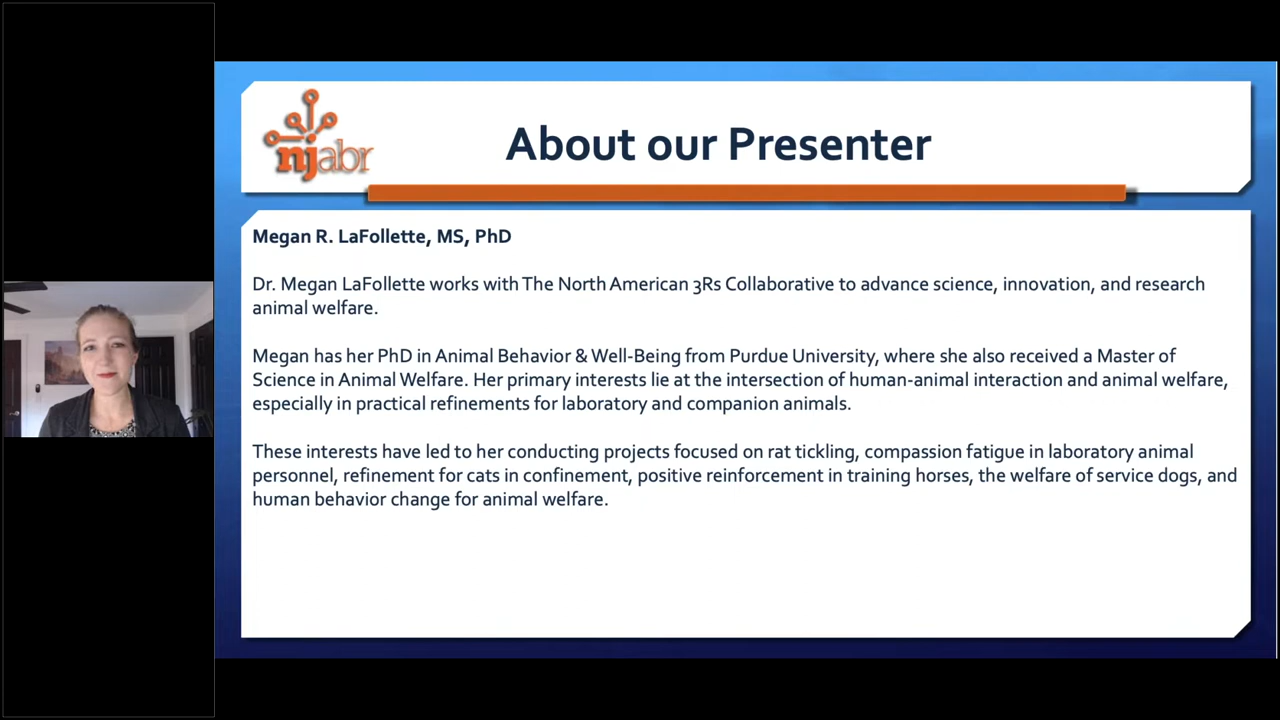 njabr
About our Presenter
Megan R. LaFollette, MS, PhD
Dr. Megan LaFollette works with The North American 3Rs Collaborative to advance science, innovation, and research
animal welfare.
Megan has her PhD in Animal Behavior & Well-Being from Purdue University, where she also received a Master of
Science in Animal Welfare. Her primary interests lie at the intersection of human-animal interaction and animal welfare,
especially in practical refinements for laboratory and companion animals.
These interests have led to her conducting projects focused on rat tickling, compassion fatigue in laboratory animal
personnel, refinement for cats in confinement, positive reinforcement in training horses, the welfare of service dogs, and
human behavior change for animal welfare.